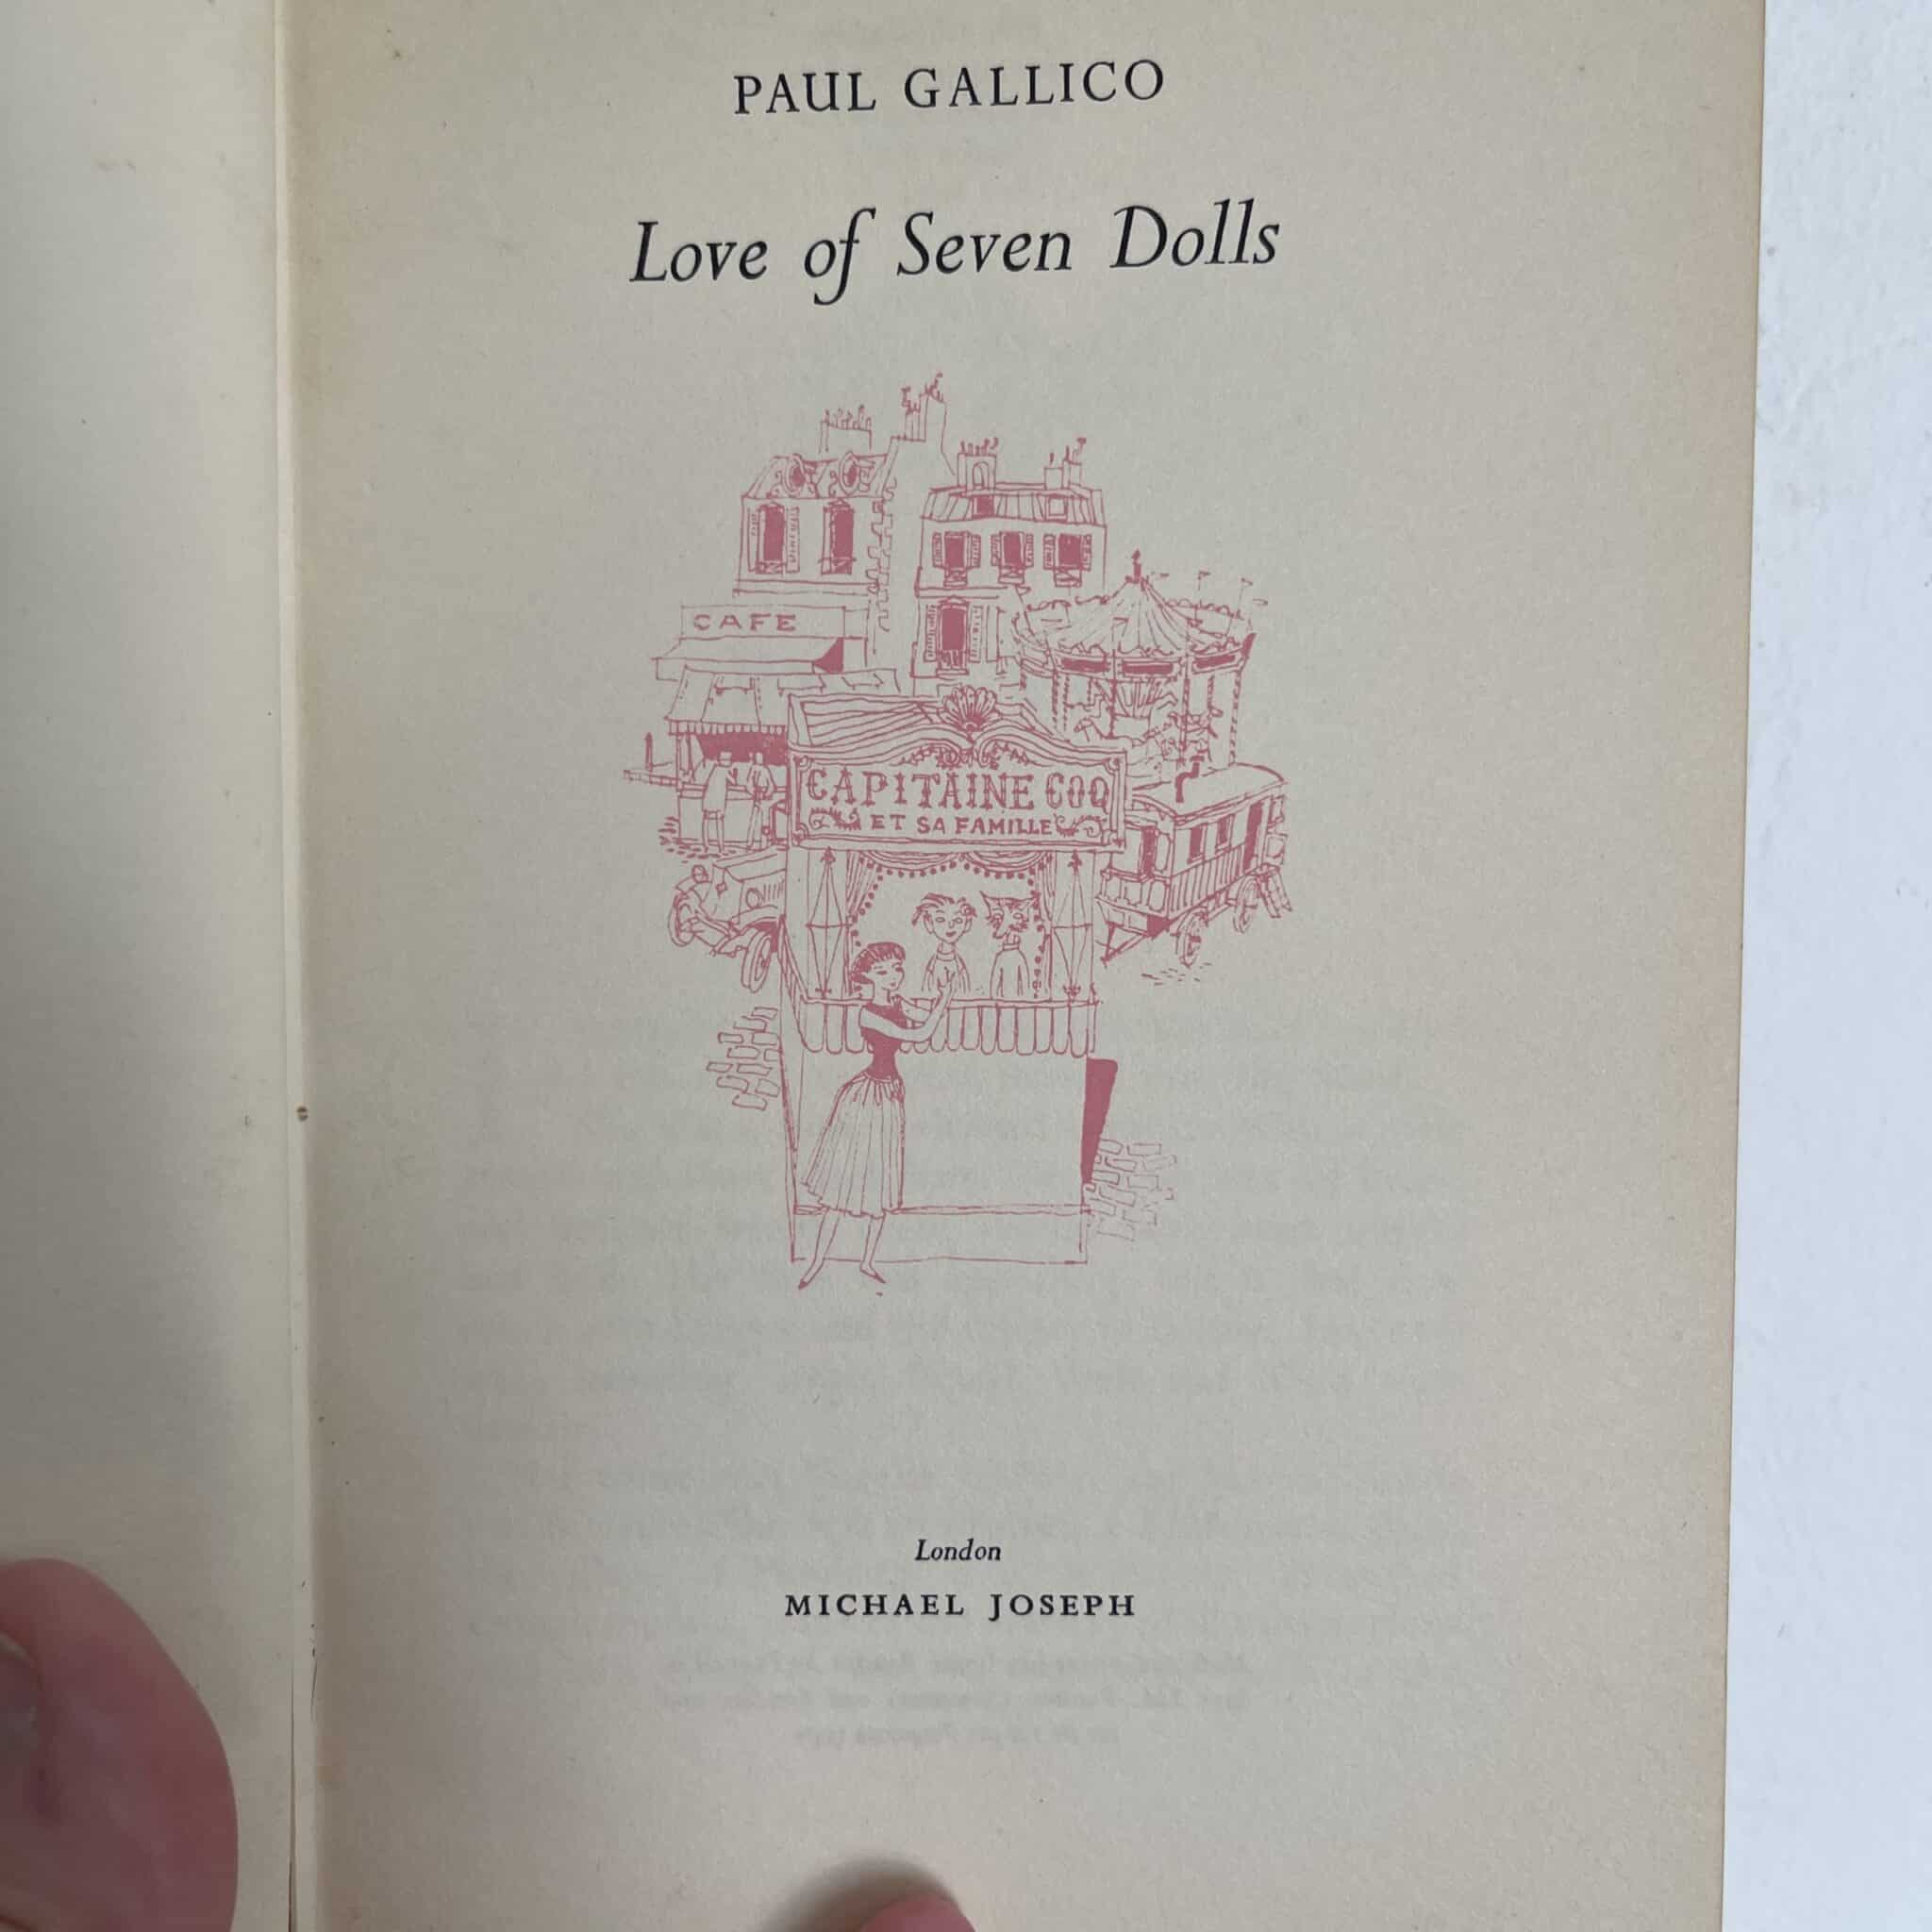 PAUL GALLICO
Love of Seven Dolls
CAFE
CAPITAINE COQ
ET SA FAMILLE
London
MICHAEL JOSEPH